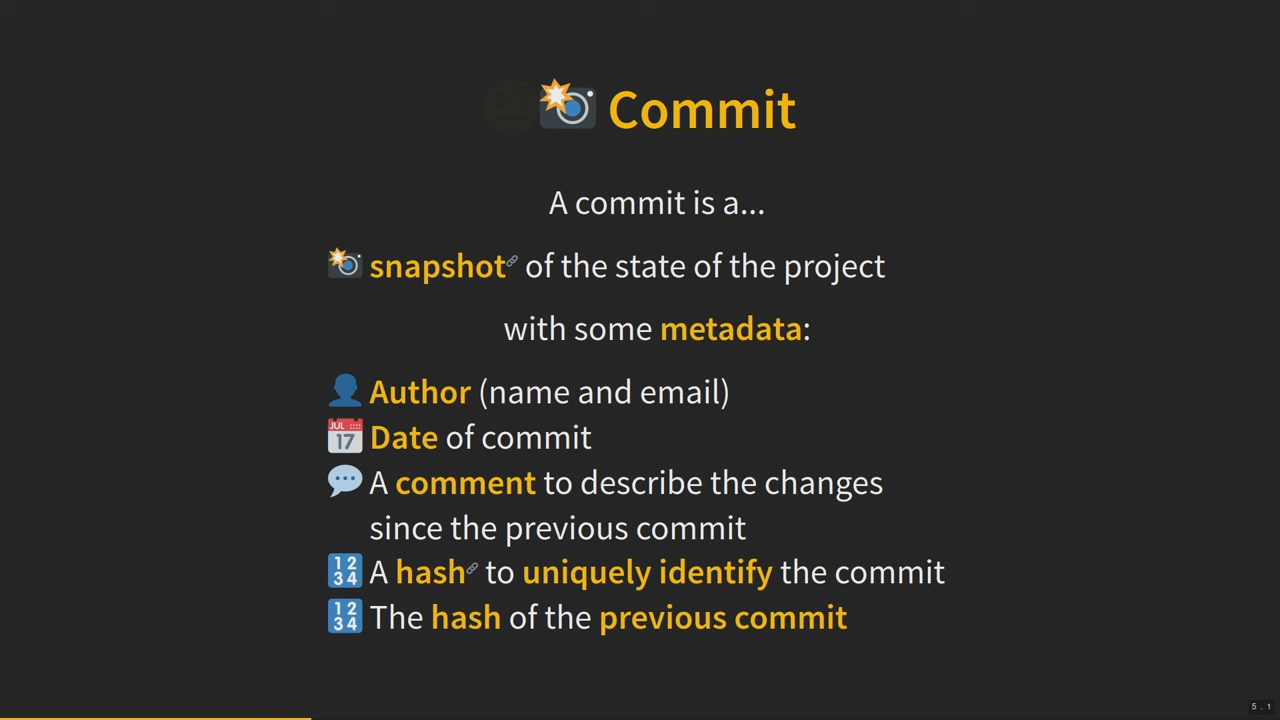 Commit
A commit is a...
snapshot of the state of the project
with some metadata:
Author (name and email)
Date of commit
A comment to describe the changes
since the previous commit
A hash to uniquely identify the commit
The hash of the previous commit
5 . 1